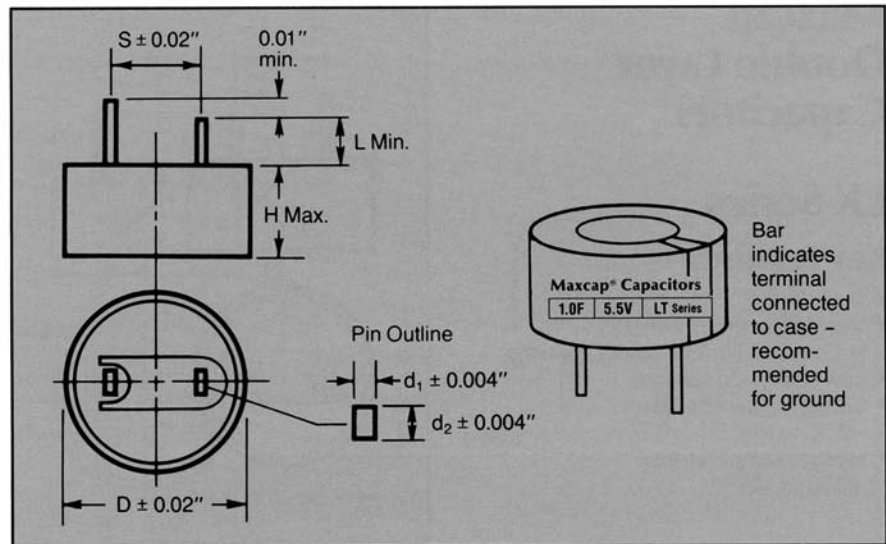 S ± 0.02″
0.01″
min.
L Min.
H Max.
Maxcap® Capacitors
1.0F 5.5V LT Series
Bar
indicates
terminal
connected
to case –
recom-
mended
for ground
Pin Outline
d₁ ± 0.004″
d₂ ± 0.004″
D ± 0.02″